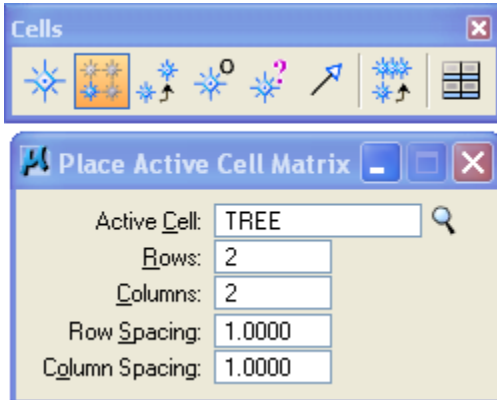 Cells
Place Active Cell Matrix
Active Cell: TREE
Rows: 2
Columns: 2
Row Spacing: 1.0000
Column Spacing: 1.0000